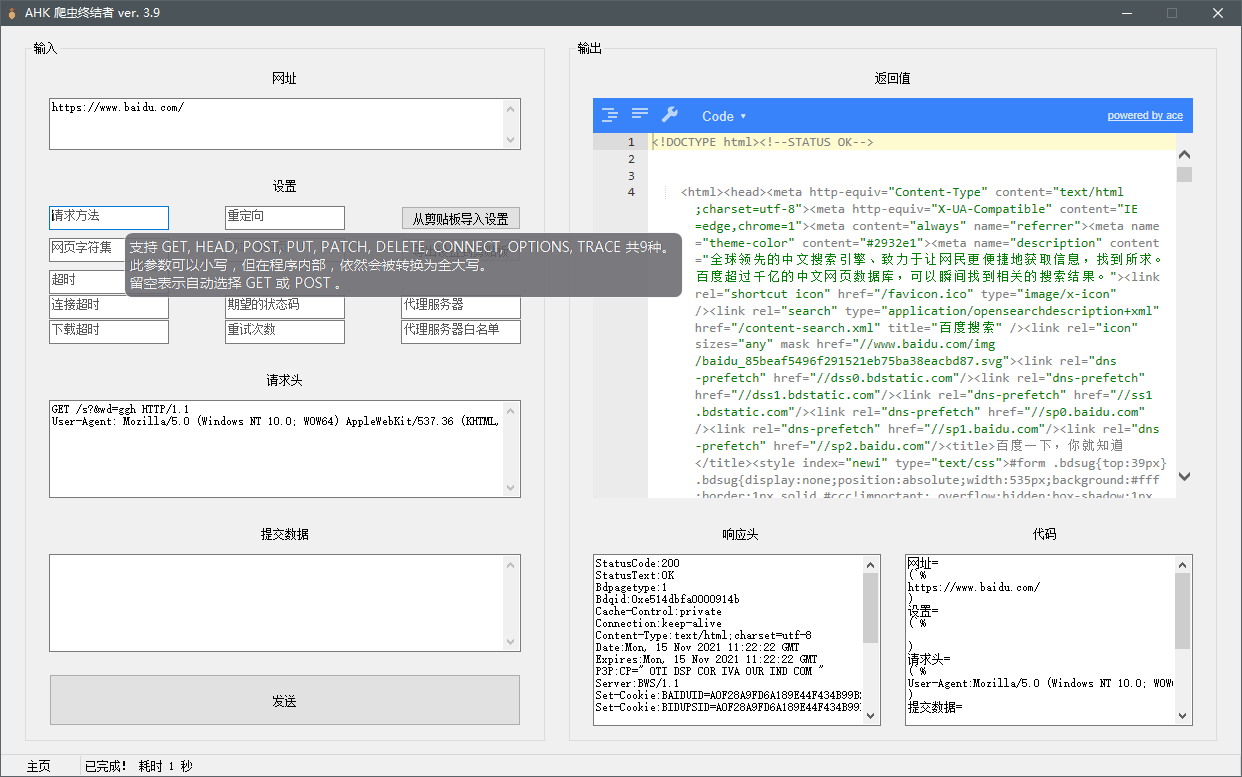 AHK 爬虫终结者 ver. 3.9
输入
网址
https://www.baidu.com/
设置
请求方法
重定向
从剪贴板导入设置
网页字符集
支持 GET, HEAD, POST, PUT, PATCH, DELETE, CONNECT, OPTIONS, TRACE 共9种。
此参数可以小写，但在程序内部，依然会被转换为全大写。
留空表示自动选择 GET 或 POST 。
超时
连接超时
期望的状态码
代理服务器
下载超时
重试次数
代理服务器白名单
请求头
GET /s?&wd=ggh HTTP/1.1
User-Agent: Mozilla/5.0 (Windows NT 10.0; WOW64) AppleWebKit/537.36 (KHTML,
提交数据
发送
输出
返回值
Code
powered by ace
1 <!DOCTYPE html><!--STATUS OK-->
2
3
4 <html><head><meta http-equiv="Content-Type" content="text/html
;charset=utf-8"><meta http-equiv="X-UA-Compatible" content="IE
=edge,chrome=1"><meta content="always" name="referrer"><meta
name="theme-color" content="#2932e1"><meta name="description" content
="全球领先的中文搜索引擎、致力于让网民更便捷地获取信息，找到所求。
百度超过千亿的中文网页数据库，可以瞬间找到相关的搜索结果。"><link
rel="shortcut icon" href="/favicon.ico" type="image/x-icon"
/><link rel="search" type="application/opensearchdescription+xml"
href="/content-search.xml" title="百度搜索" /><link rel="icon"
sizes="any" mask href="//www.baidu.com/img
/baidu_85beaf5496f291521eb75ba38eacbd87.svg"><link rel="dns
-prefetch" href="//dss0.bdstatic.com"/><link rel="dns-prefetch"
href="//dss1.bdstatic.com"/><link rel="dns-prefetch" href="//ss1
.bdstatic.com"/><link rel="dns-prefetch" href="//sp0.baidu.com"
/><link rel="dns-prefetch" href="//sp1.baidu.com"/><link rel="dns
-prefetch" href="//sp2.baidu.com"/><title>百度一下，你就知道
</title><style index="newi" type="text/css">#form .bdsug{top:39px}
.bdsug{display:none;position:absolute;width:535px;background:#fff
;border:1px solid #ccc!important;_overflow:hidden;box-shadow:1px
响应头
StatusCode:200
StatusText:OK
Bdpagetype:1
Bdqid:0xe514dbfa0000914b
Cache-Control:private
Connection:keep-alive
Content-Type:text/html;charset=utf-8
Date:Mon, 15 Nov 2021 11:22:22 GMT
Expires:Mon, 15 Nov 2021 11:22:22 GMT
P3P:CP=" OTI DSP COR IVA OUR IND COM "
Server:BWS/1.1
Set-Cookie:BAIDUID=AOF28A9FD6A189E44F434B99B
Set-Cookie:BIDUPSID=AOF28A9FD6A189E44F434B99
代码
网址=
( %
https://www.baidu.com/
)
设置=
( %
)
请求头=
( %
User-Agent:Mozilla/5.0 (Windows NT 10.0; WOW
)
提交数据=
主页
已完成! 耗时 1 秒